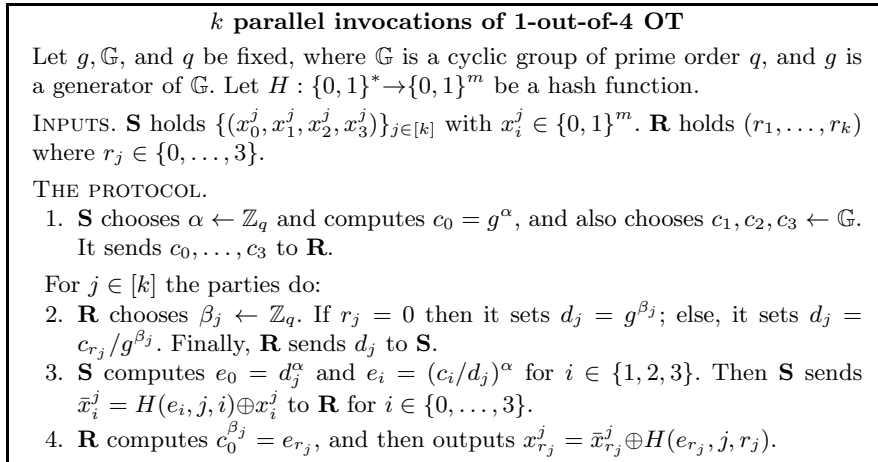 k parallel invocations of 1-out-of-4 OT
Let g, 𝔾, and q be fixed, where 𝔾 is a cyclic group of prime order q, and g is
a generator of 𝔾. Let H : {0, 1}^* → {0, 1}^m be a hash function.
INPUTS. S holds {(x_0^j, x_1^j, x_2^j, x_3^j)}_{j∈[k]} with x_i^j ∈ {0, 1}^m. R holds (r_1, . . . , r_k)
where r_j ∈ {0, . . . , 3}.
THE PROTOCOL.
1. S chooses α ← ℤ_q and computes c_0 = g^α, and also chooses c_1, c_2, c_3 ← 𝔾.
It sends c_0, . . . , c_3 to R.
For j ∈ [k] the parties do:
2. R chooses β_j ← ℤ_q. If r_j = 0 then it sets d_j = g^{β_j}; else, it sets d_j =
c_{r_j}/g^{β_j}. Finally, R sends d_j to S.
3. S computes e_0 = d_j^α and e_i = (c_i/d_j)^α for i ∈ {1, 2, 3}. Then S sends
x̄_i^j = H(e_i, j, i)⊕x_i^j to R for i ∈ {0, . . . , 3}.
4. R computes c_0^{β_j} = e_{r_j}, and then outputs x_{r_j}^j = x̄_{r_j}^j⊕H(e_{r_j}, j, r_j).